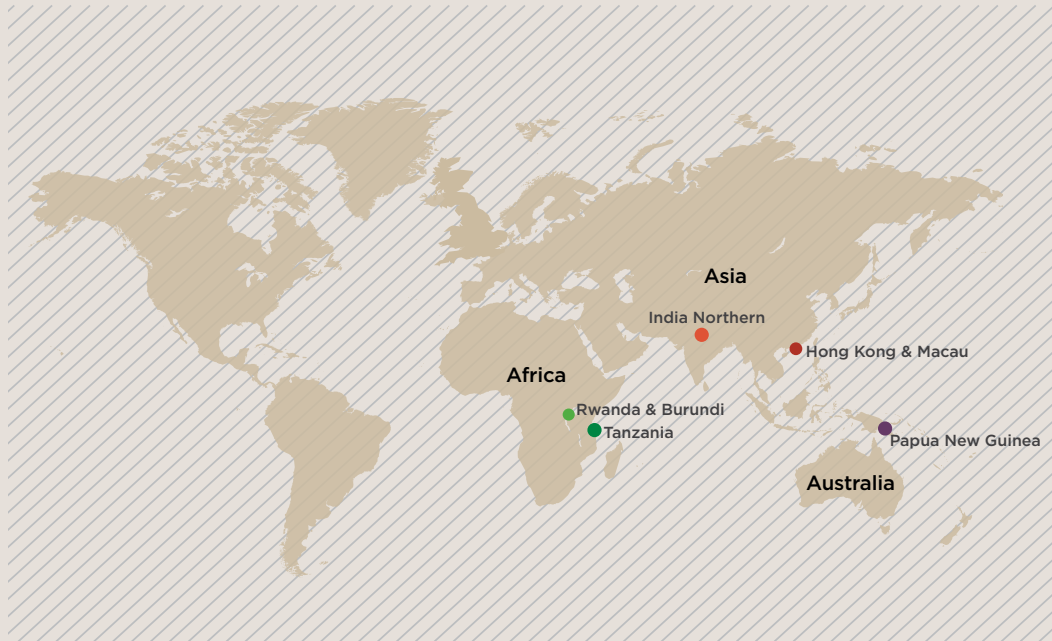 Asia
India Northern
Hong Kong & Macau
Africa
Rwanda & Burundi
Tanzania
Papua New Guinea
Australia